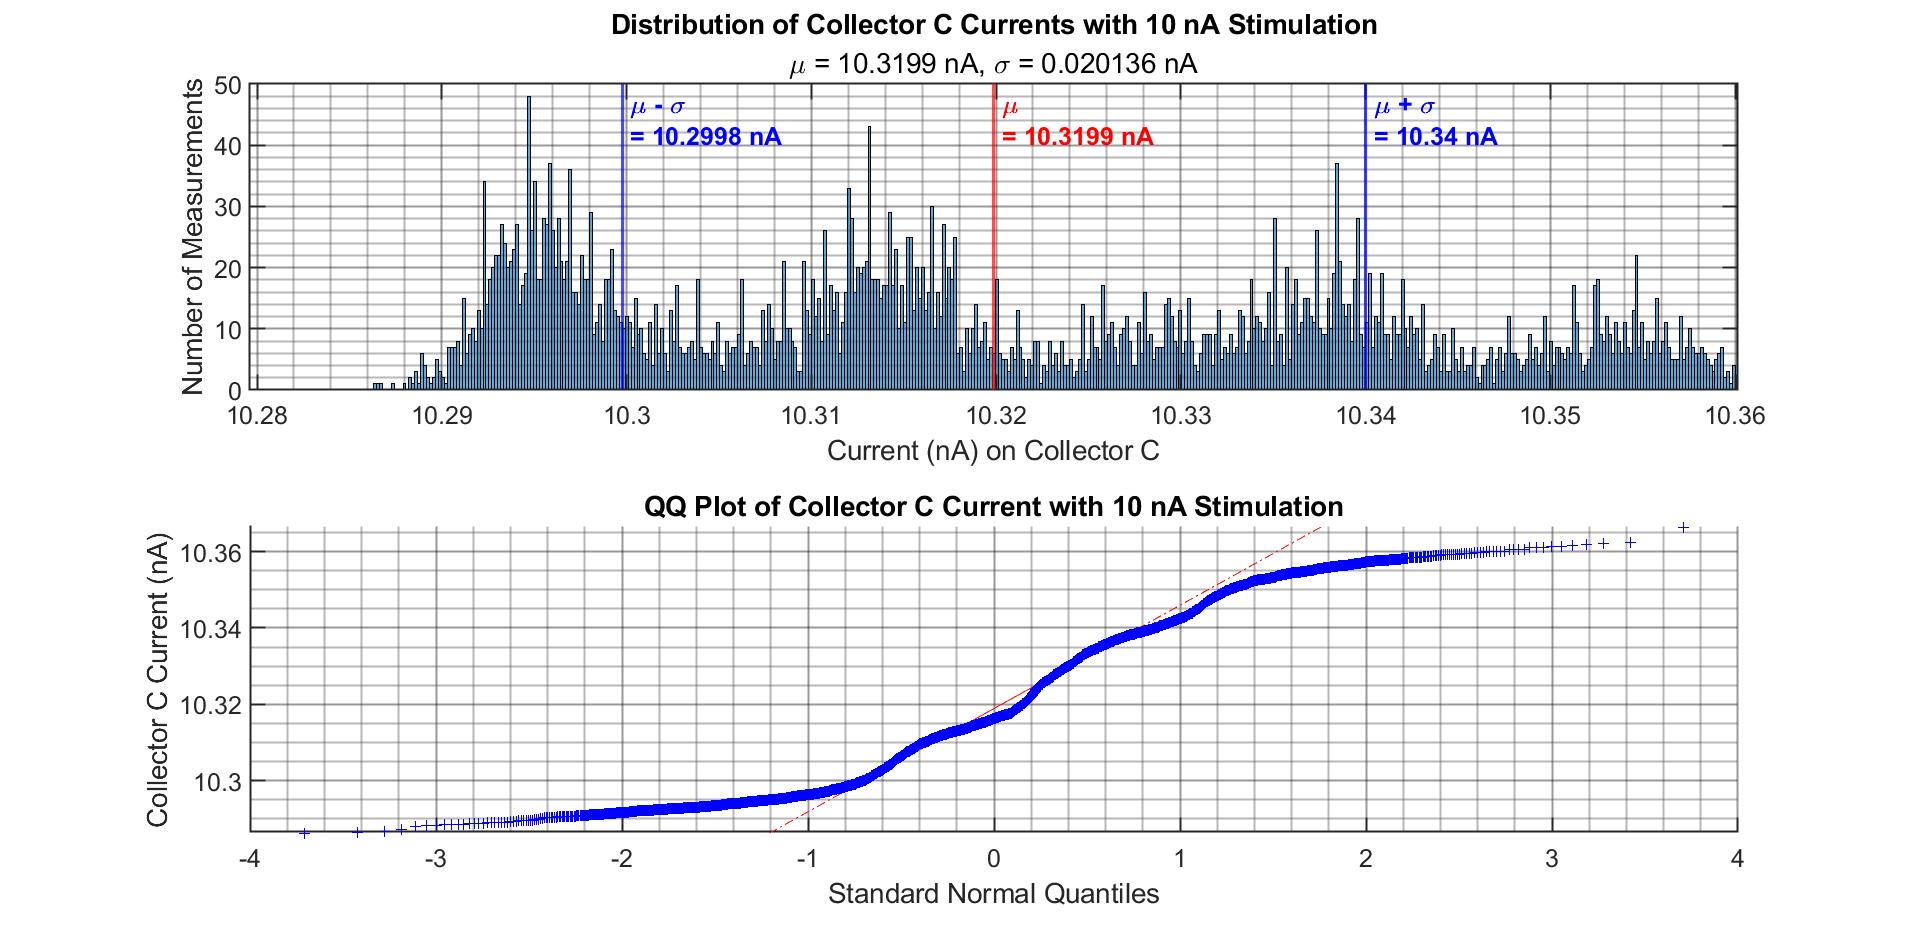 Distribution of Collector C Currents with 10 nA Stimulation
μ = 10.3199 nA, σ = 0.020136 nA
Number of Measurements
50
40
30
20
10
0
μ - σ
= 10.2998 nA
μ
= 10.3199 nA
μ + σ
= 10.34 nA
10.28 10.29 10.3 10.31 10.32 10.33 10.34 10.35 10.36
Current (nA) on Collector C
QQ Plot of Collector C Current with 10 nA Stimulation
Collector C Current (nA)
10.36
10.34
10.32
10.3
-4 -3 -2 -1 0 1 2 3 4
Standard Normal Quantiles